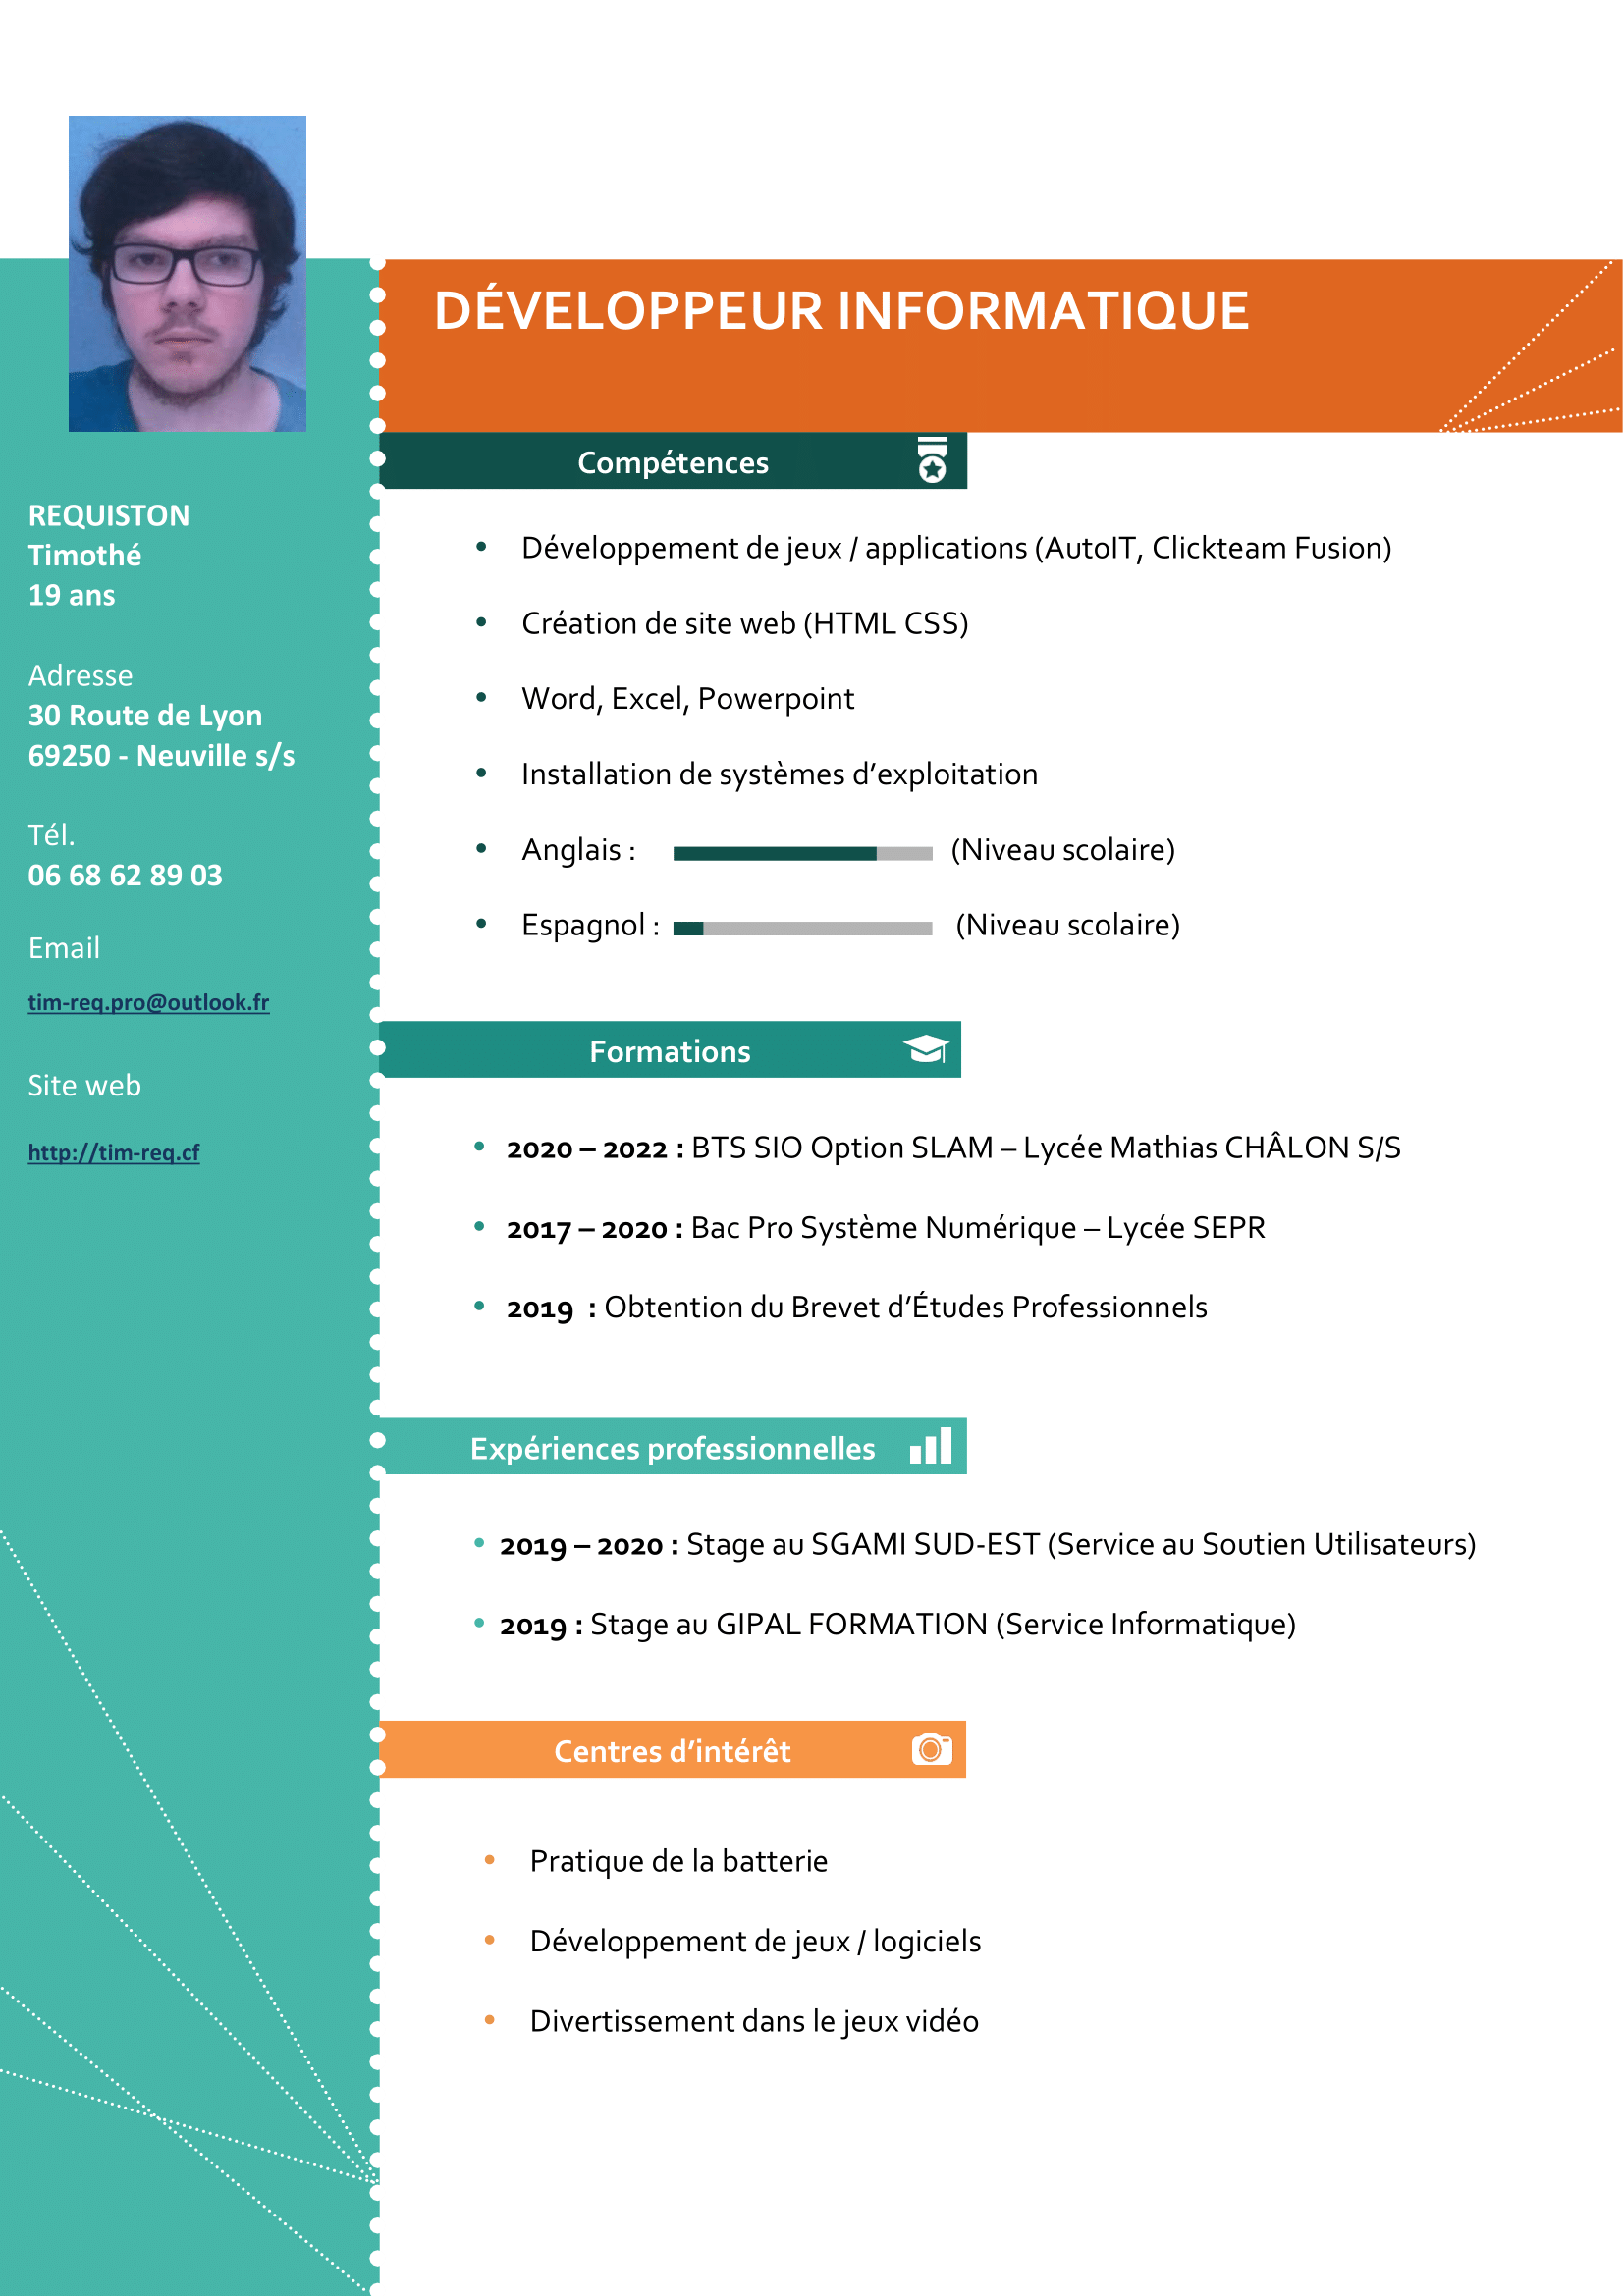 DÉVELOPPEUR INFORMATIQUE
REQUISTON
Timothé
19 ans
Adresse
30 Route de Lyon
69250 - Neuville s/s
Tél.
06 68 62 89 03
Email
tim-req.pro@outlook.fr
Site web
http://tim-req.cf
Compétences
• Développement de jeux / applications (AutoIT, Clickteam Fusion)
• Création de site web (HTML CSS)
• Word, Excel, Powerpoint
• Installation de systèmes d’exploitation
• Anglais : (Niveau scolaire)
• Espagnol : (Niveau scolaire)
Formations
• 2020 – 2022 : BTS SIO Option SLAM – Lycée Mathias CHÂLON S/S
• 2017 – 2020 : Bac Pro Système Numérique – Lycée SEPR
• 2019 : Obtention du Brevet d’Études Professionnels
Expériences professionnelles
• 2019 – 2020 : Stage au SGAMI SUD-EST (Service au Soutien Utilisateurs)
• 2019 : Stage au GIPAL FORMATION (Service Informatique)
Centres d’intérêt
• Pratique de la batterie
• Développement de jeux / logiciels
• Divertissement dans le jeux vidéo